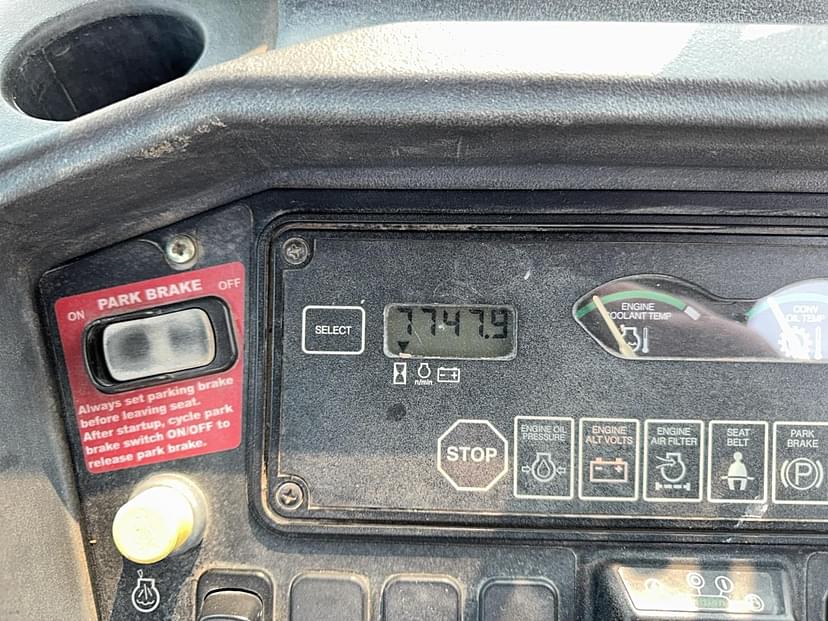 PARK BRAKE
ON
OFF
Always set parking brake
before leaving seat.
After startup, cycle park
brake switch ON/OFF to
release park brake.
SELECT
7747.9
n/min
ENGINE
COOLANT TEMP
CONV
OIL TEMP
STOP
ENGINE OIL
PRESSURE
ENGINE
ALT VOLTS
ENGINE
AIR FILTER
SEAT
BELT
PARK
BRAKE
P